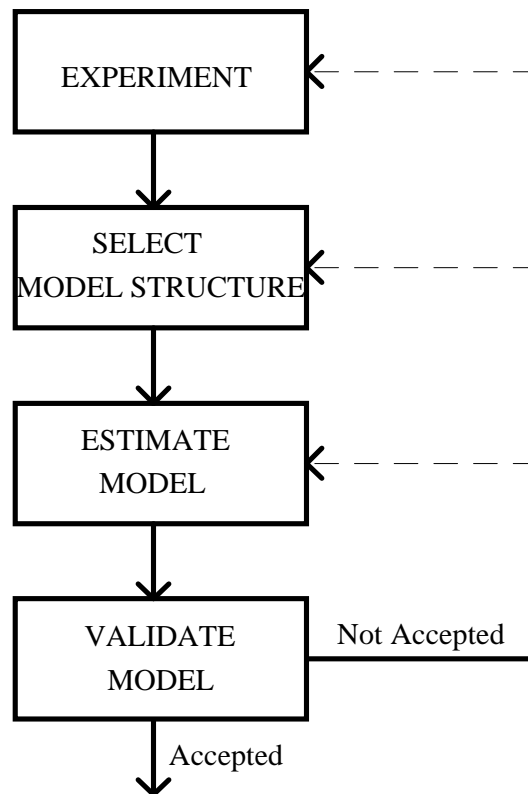 EXPERIMENT
SELECT
MODEL STRUCTURE
ESTIMATE
MODEL
VALIDATE
MODEL
Not Accepted
Accepted